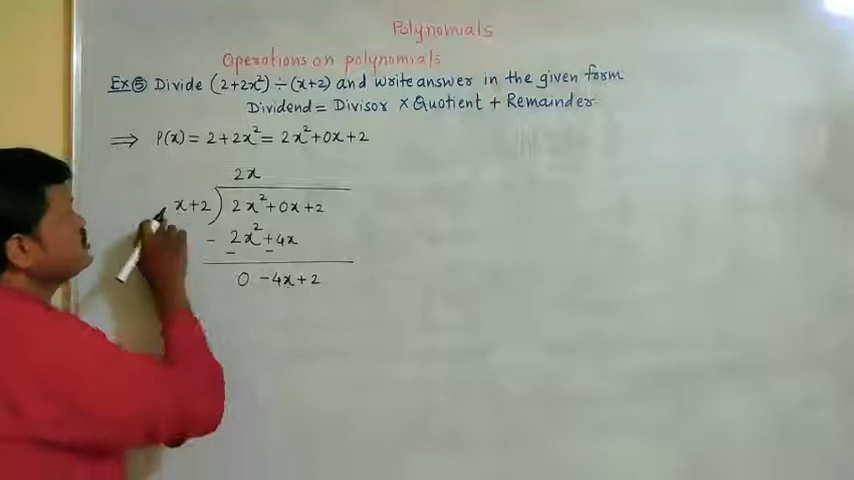 Polynomials
Operations on polynomials
Ex⑤ Divide (2+2x²)÷(x+2) and write answer in the given form
Dividend = Divisor × Quotient + Remainder
⟹ P(x) = 2+2x² = 2x²+0x+2
2x
x+2 ) 2x²+0x+2
- 2x²+4x
- -
0 -4x+2